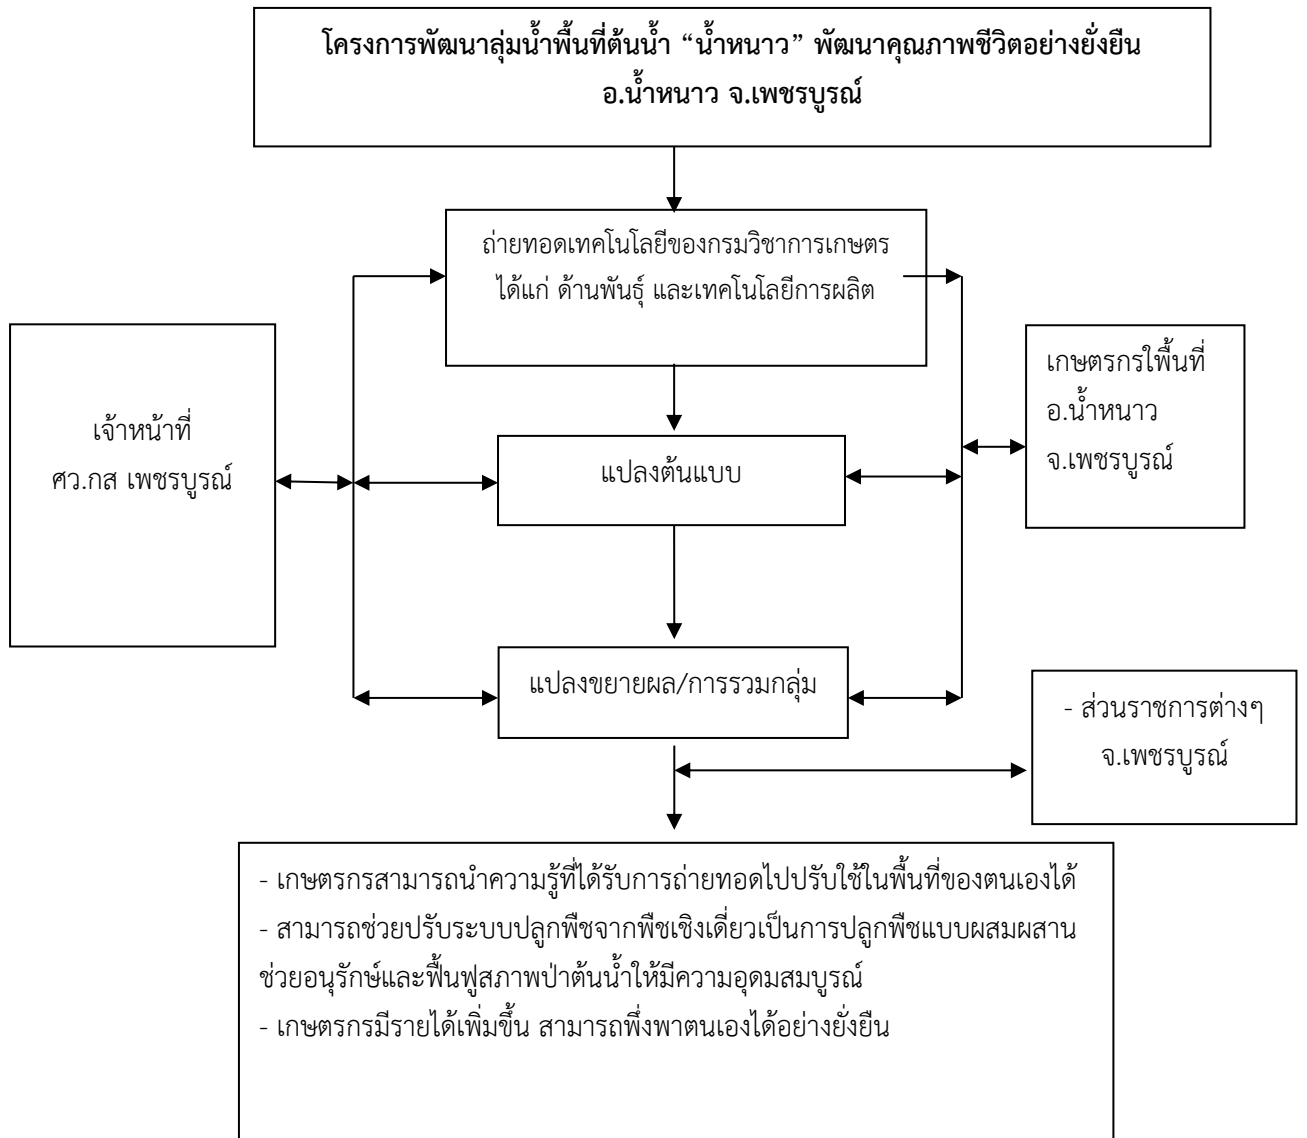 โครงการพัฒนาลุ่มน้ำพื้นที่ต้นน้ำ “น้ำหนาว” พัฒนาคุณภาพชีวิตอย่างยั่งยืน
อ.น้ำหนาว จ.เพชรบูรณ์
ถ่ายทอดเทคโนโลยีของกรมวิชาการเกษตร
ได้แก่ ด้านพันธุ์ และเทคโนโลยีการผลิต
เจ้าหน้าที่
ศว.กส เพชรบูรณ์
เกษตรกรใพื้นที่
อ.น้ำหนาว
จ.เพชรบูรณ์
แปลงต้นแบบ
แปลงขยายผล/การรวมกลุ่ม
- ส่วนราชการต่างๆ
จ.เพชรบูรณ์
- เกษตรกรสามารถนำความรู้ที่ได้รับการถ่ายทอดไปปรับใช้ในพื้นที่ของตนเองได้
- สามารถช่วยปรับระบบปลูกพืชจากพืชเชิงเดี่ยวเป็นการปลูกพืชแบบผสมผสาน
ช่วยอนุรักษ์และฟื้นฟูสภาพป่าต้นน้ำให้มีความอุดมสมบูรณ์
- เกษตรกรมีรายได้เพิ่มขึ้น สามารถพึ่งพาตนเองได้อย่างยั่งยืน